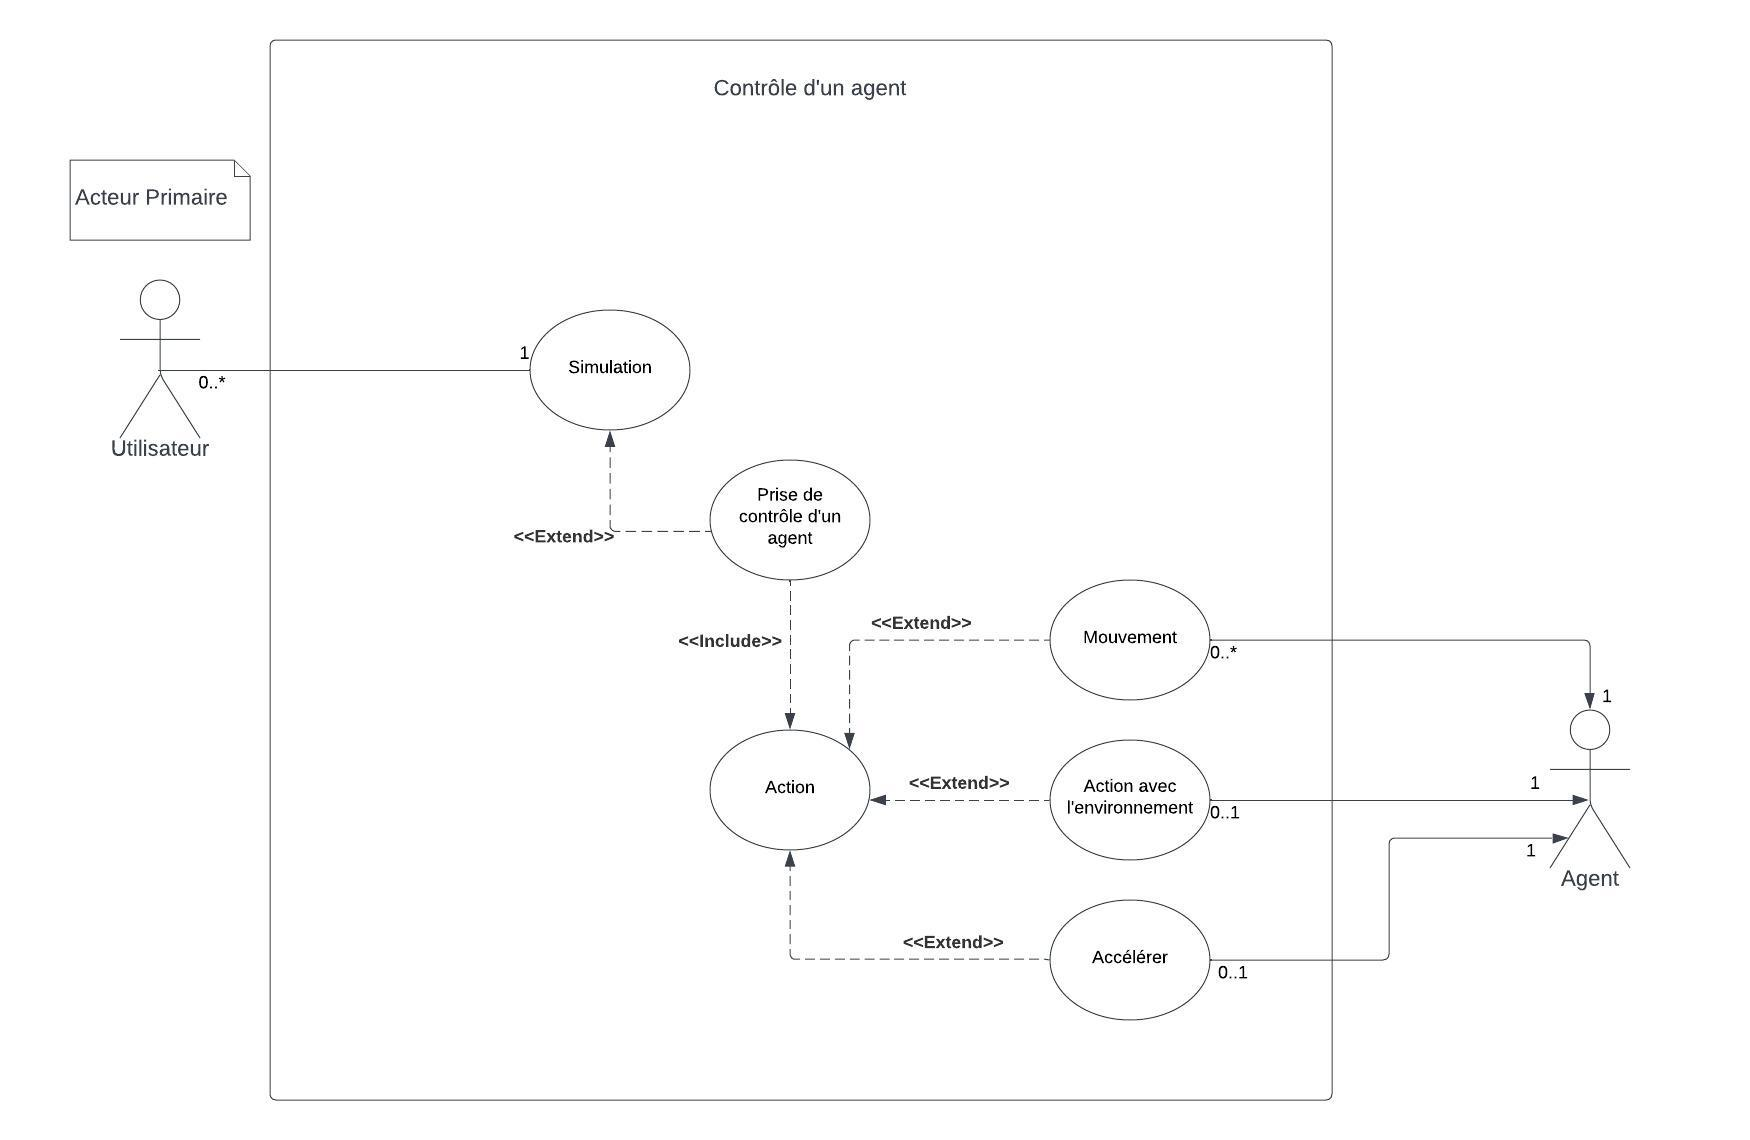 Contrôle d'un agent
Acteur Primaire
1
Simulation
0..*
Utilisateur
Prise de
contrôle d'un
agent
<<Extend>>
<<Extend>>
<<Include>>
Mouvement
0..*
1
<<Extend>>
1
Action
Action avec
l'environnement
0..1
1
Agent
<<Extend>>
Accélérer
0..1